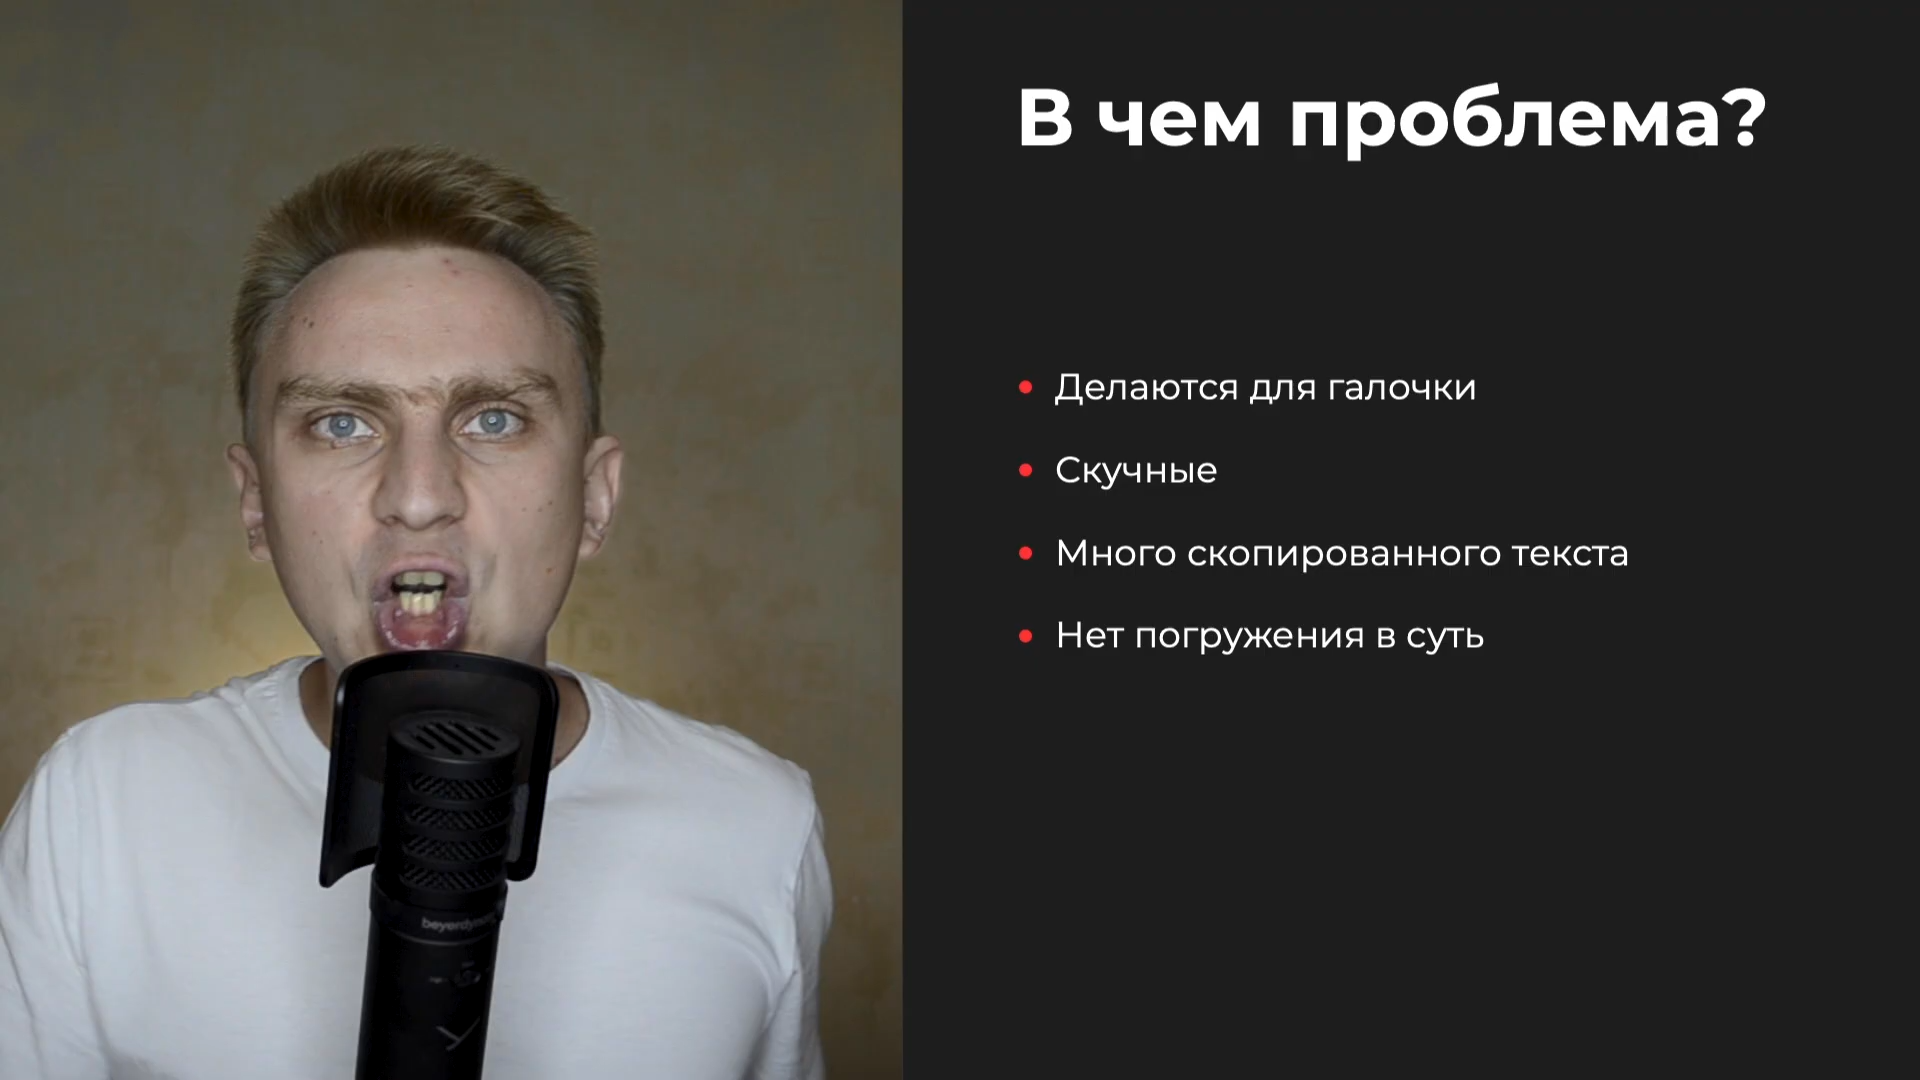 В чем проблема?
Делаются для галочки
Скучные
Много скопированного текста
Нет погружения в суть